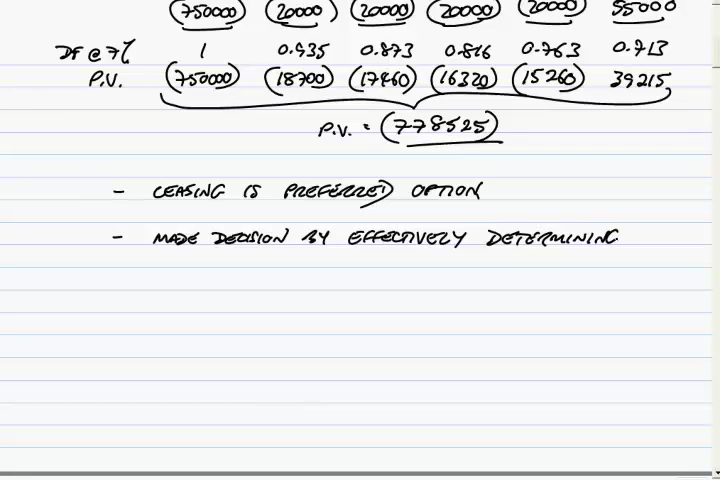 (750000) (20000) (20000) (20000) (20000) 55000
DF @ 7% 1 0.935 0.873 0.816 0.763 0.713
P.V. (750000) (18700) (17460) (16320) (15260) 39215
P.V. = (778525)
- LEASING IS PREFERRED OPTION
- MADE DECISION BY EFFECTIVELY DETERMINING